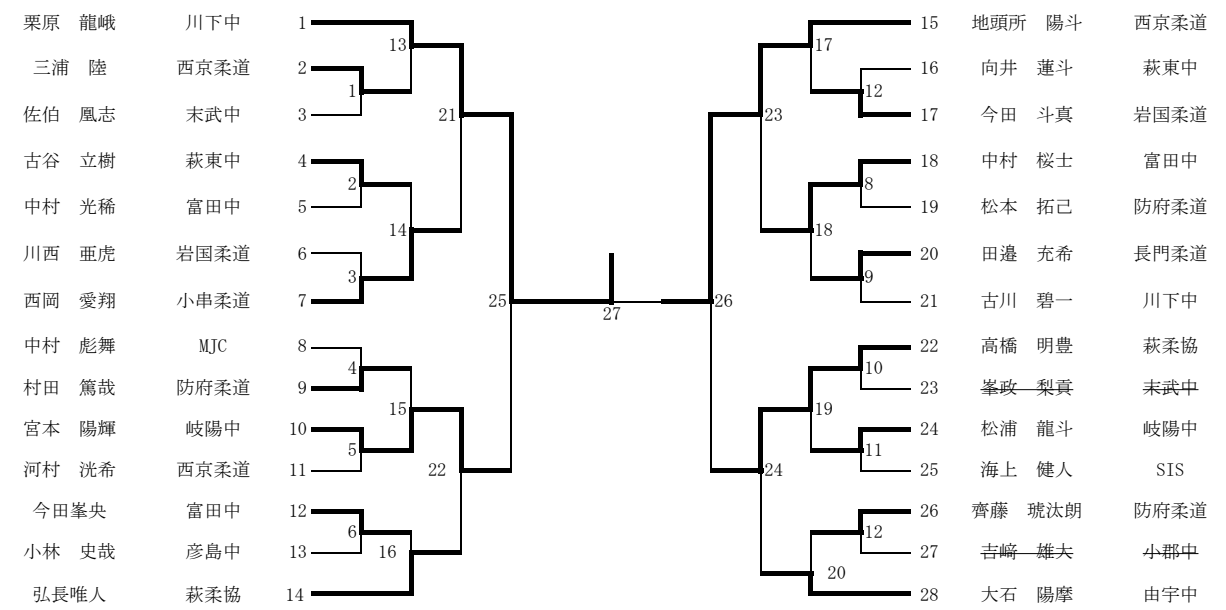 栗原　龍峨 川下中 1
三浦　陸 西京柔道 2
佐伯　凰志 末武中 3
古谷　立樹 萩東中 4
中村　光稀 富田中 5
川西　亜虎 岩国柔道 6
西岡　愛翔 小串柔道 7
中村　彪舞 MJC 8
村田　篤哉 防府柔道 9
宮本　陽輝 岐陽中 10
河村　洸希 西京柔道 11
今田峯央 富田中 12
小林　史哉 彦島中 13
弘長唯人 萩柔協 14
13
1
21
2
14
3
25
4
15
5
22
6
16
27
17
12
23
8
18
9
26
10
19
11
24
12
20
15 地頭所　陽斗 西京柔道
16 向井　蓮斗 萩東中
17 今田　斗真 岩国柔道
18 中村　桜士 富田中
19 松本　拓己 防府柔道
20 田邉　充希 長門柔道
21 古川　碧一 川下中
22 高橋　明豊 萩柔協
23 峯政　梨貢 末武中
24 松浦　龍斗 岐陽中
25 海上　健人 SIS
26 齊藤　琥汰朗 防府柔道
27 吉﨑　雄大 小郡中
28 大石　陽摩 由宇中